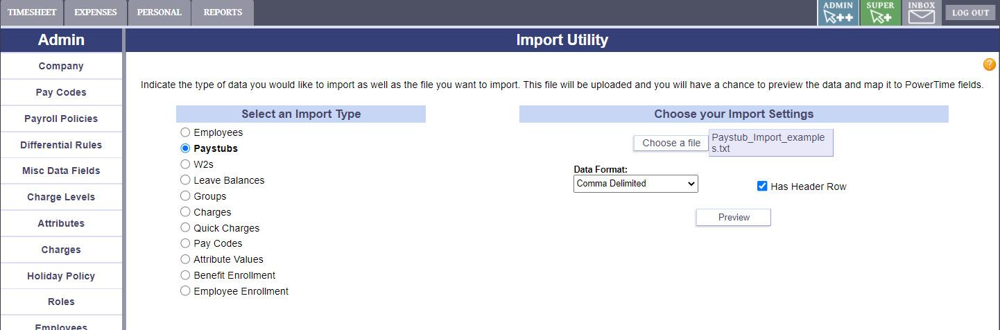 TIMESHEET EXPENSES PERSONAL REPORTS ADMIN SUPER INBOX LOG OUT
Admin
Import Utility
Company
Pay Codes
Payroll Policies
Differential Rules
Misc Data Fields
Charge Levels
Attributes
Charges
Holiday Policy
Roles
Employees
?
Indicate the type of data you would like to import as well as the file you want to import. This file will be uploaded and you will have a chance to preview the data and map it to PowerTime fields.
Select an Import Type
Employees
Paystubs
W2s
Leave Balances
Groups
Charges
Quick Charges
Pay Codes
Attribute Values
Benefit Enrollment
Employee Enrollment
Choose your Import Settings
Choose a file
Paystub_Import_example
s.txt
Data Format:
Comma Delimited
Has Header Row
Preview